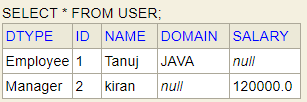 SELECT * FROM USER;
DTYPE ID NAME DOMAIN SALARY
Employee 1 Tanuj JAVA null
Manager 2 kiran null 120000.0